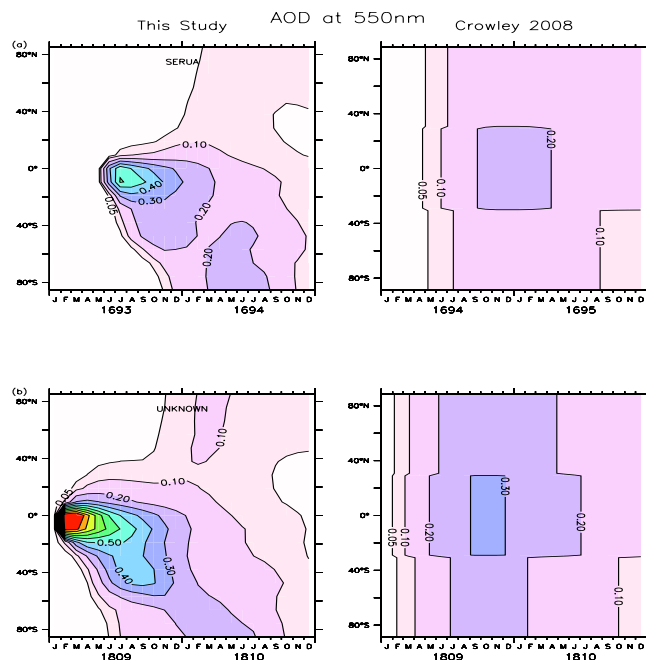 AOD at 550nm
This Study
Crowley 2008
(a)
SERUA
80°N
40°N
0°
40°S
80°S
0.10
0.40
0.30
0.20
0.05
0.20
J F M A M J J A S O N D J F M A M J J A S O N D
1693 1694
80°N
40°N
0°
40°S
80°S
0.20
0.05
0.10
0.10
J F M A M J J A S O N D J F M A M J J A S O N D
1694 1695
(b)
UNKNOWN
80°N
40°N
0°
40°S
80°S
0.10
0.05
0.10
0.20
0.50
0.40
0.30
J F M A M J J A S O N D J F M A M J J A S O N D
1809 1810
80°N
40°N
0°
40°S
80°S
0.30
0.05
0.10
0.20
0.20
0.10
J F M A M J J A S O N D J F M A M J J A S O N D
1809 1810